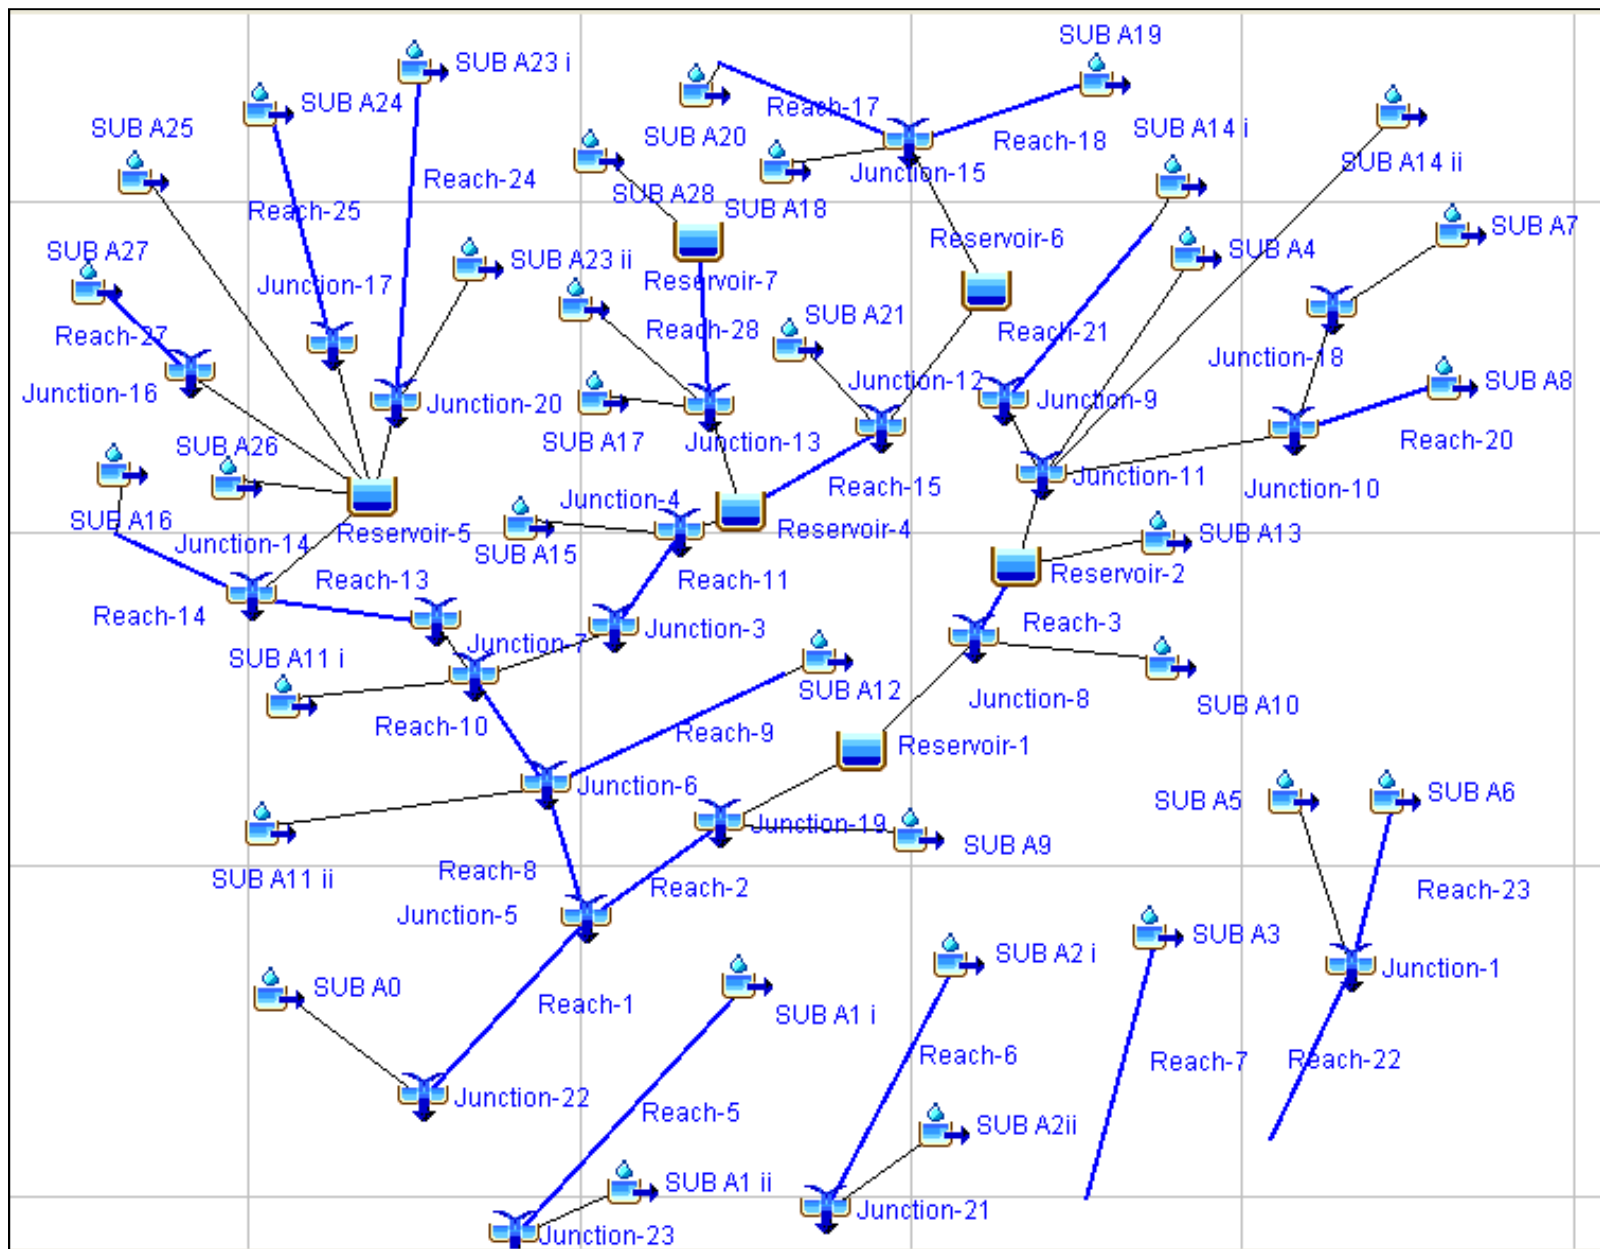 SUB A19
SUB A23 i
SUB A24
SUB A25
Reach-17
SUB A20
Reach-18
SUB A14 i
Junction-15
SUB A14 ii
Reach-24
SUB A28
SUB A18
Reach-25
SUB A7
Reservoir-6
SUB A27
SUB A4
SUB A23 ii
Reservoir-7
Junction-17
SUB A21
Reach-27
Reach-28
Reach-21
Junction-18
Junction-16
Junction-12
SUB A8
Junction-20
Junction-9
SUB A26
SUB A17
Junction-13
Reach-20
Junction-11
Reach-15
Junction-10
Junction-4
SUB A16
Reservoir-5
SUB A15
Reservoir-4
SUB A13
Junction-14
Reach-13
Reach-11
Reservoir-2
Reach-14
Reach-3
Junction-7
Junction-3
SUB A11 i
SUB A12
Junction-8
SUB A10
Reach-10
Reach-9
Reservoir-1
Junction-6
SUB A5
SUB A6
Junction-19
SUB A9
Reach-8
SUB A11 ii
Reach-2
Reach-23
Junction-5
SUB A3
SUB A2 i
Junction-1
SUB A0
Reach-1
SUB A1 i
Reach-6
Reach-7
Reach-22
Junction-22
Reach-5
SUB A2ii
SUB A1 ii
Junction-21
Junction-23